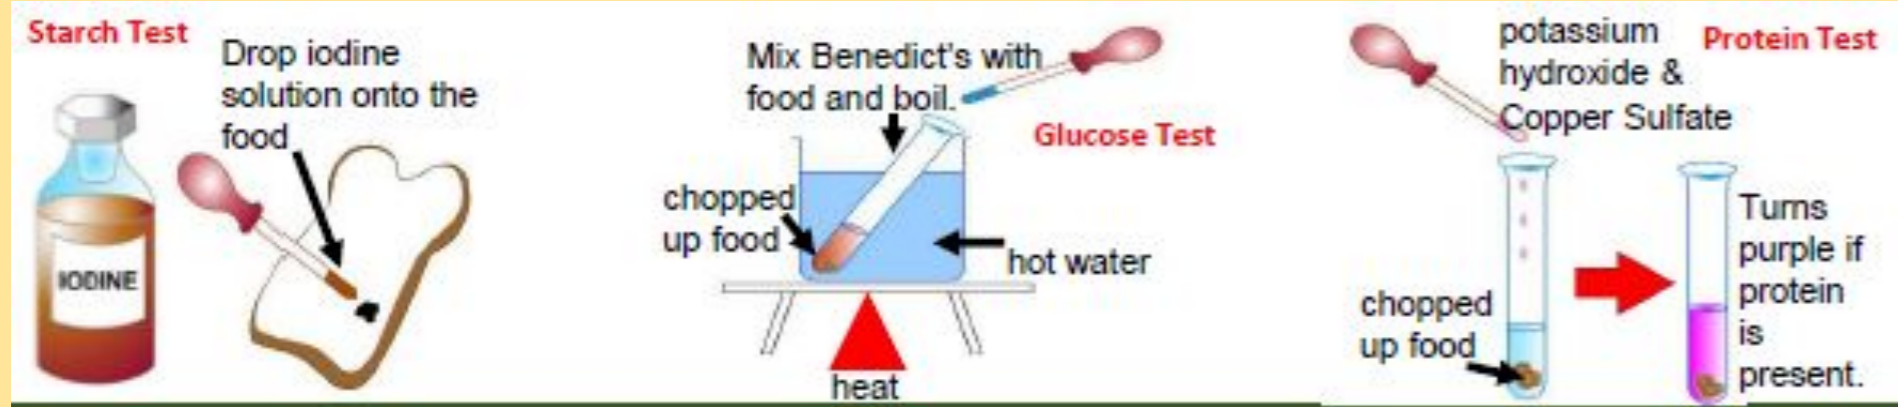 Starch Test
Drop iodine
solution onto the
food
IODINE
Mix Benedict's with
food and boil.
Glucose Test
chopped
up food
hot water
heat
potassium
hydroxide &
Copper Sulfate
Protein Test
chopped
up food
Turns
purple if
protein
is
present.